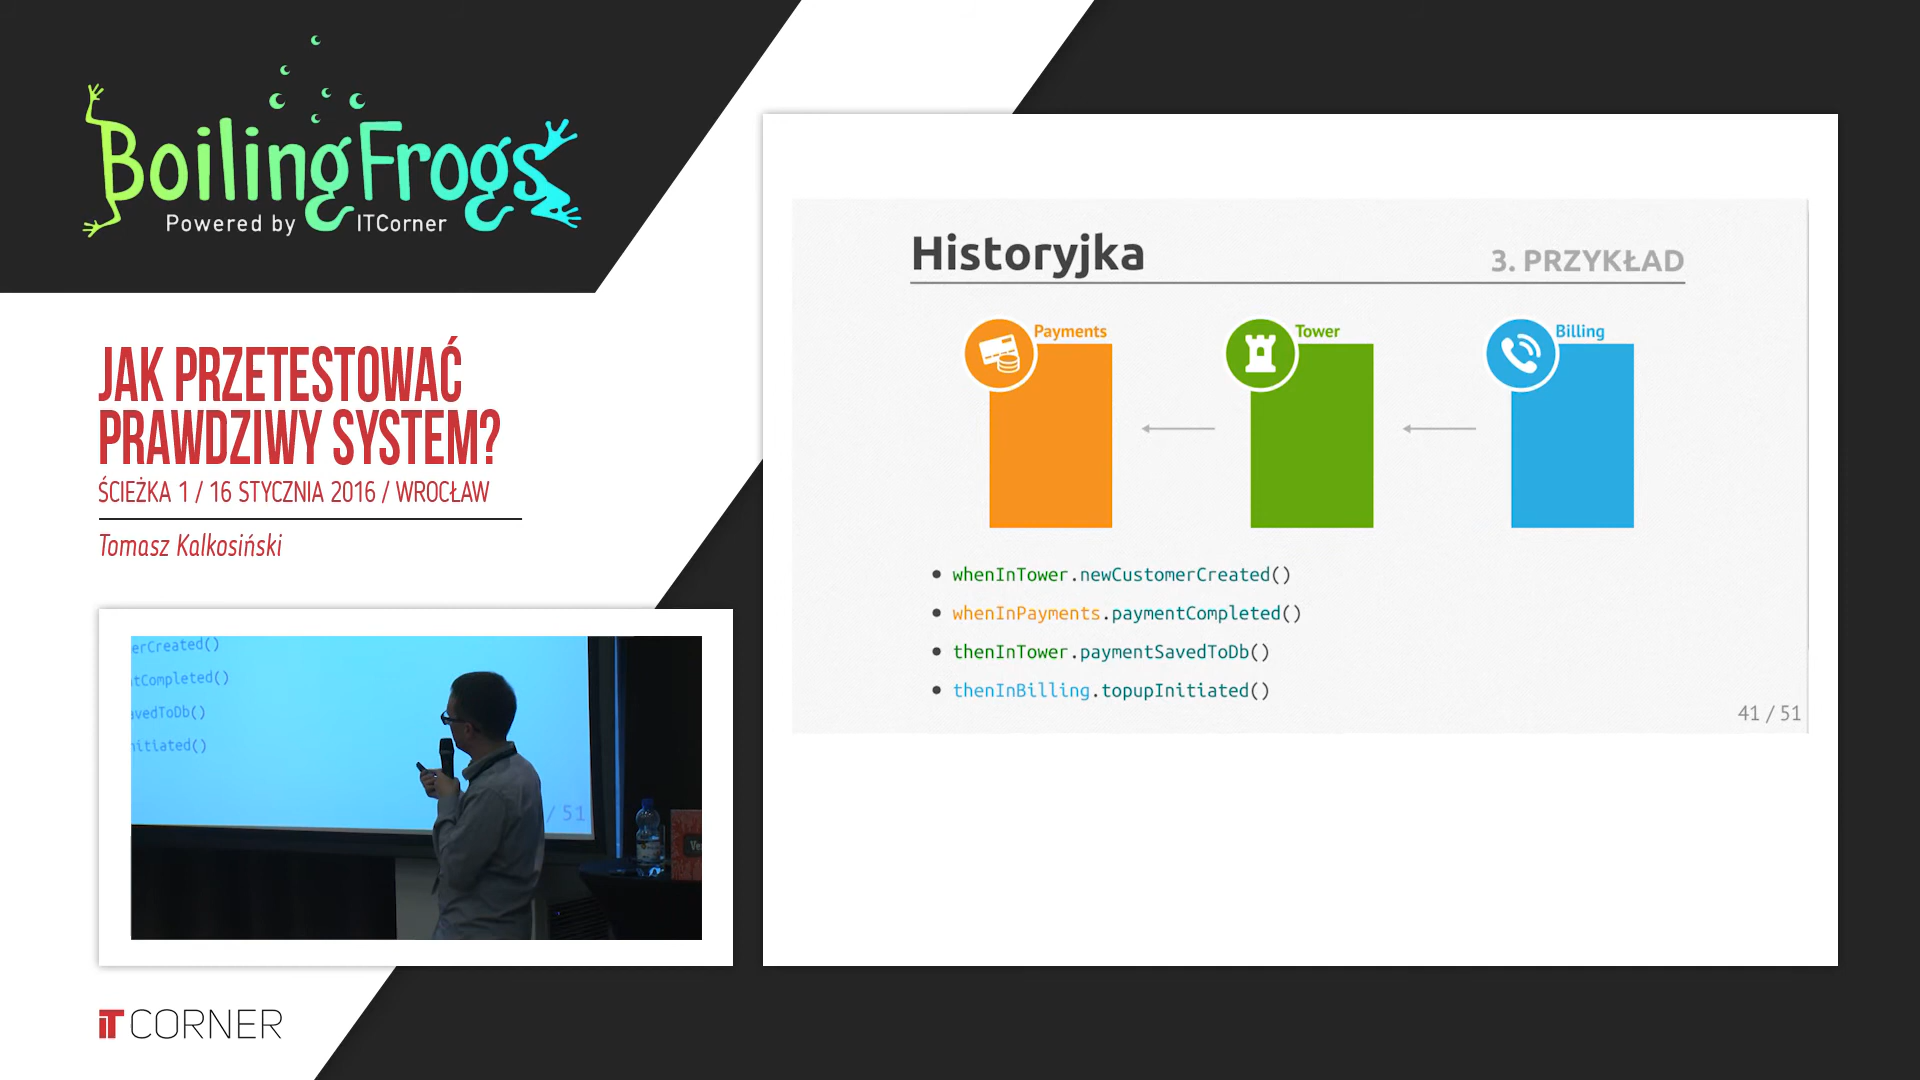 BoilingFrogs
Powered by ITCorner
JAK PRZETESTOWAĆ
PRAWDZIWY SYSTEM?
ŚCIEŻKA 1 / 16 STYCZNIA 2016 / WROCŁAW
Tomasz Kalkosiński
erCreated()
tCompleted()
avedToDb()
nitiated()
/ 51
Ve
IT CORNER
Historyjka
3. PRZYKŁAD
Payments
Tower
Billing
whenInTower.newCustomerCreated()
whenInPayments.paymentCompleted()
thenInTower.paymentSavedToDb()
thenInBilling.topupInitiated()
41 / 51